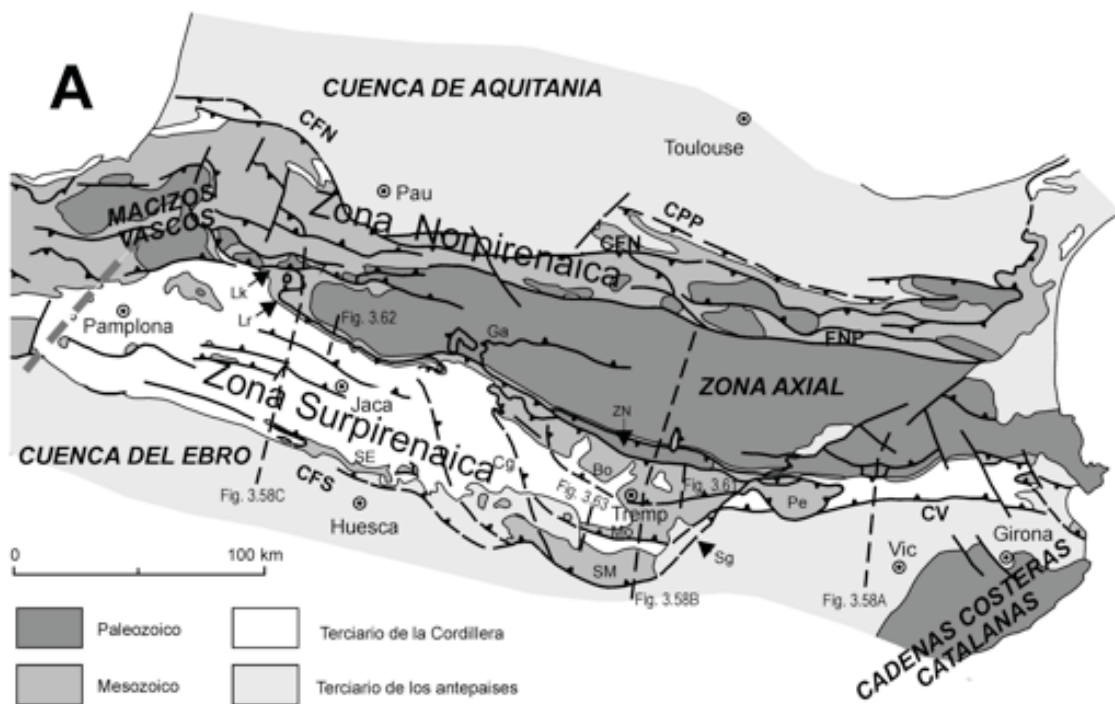 A
CUENCA DE AQUITANIA
Toulouse
CFN
Pau
CPP
MACIZOS
VASCOS
Zona Norpirenaica
CFN
Lk
Lr
Pamplona
Fig. 3.62
Ga
FNP
ZONA AXIAL
Jaca
ZN
Zona Surpirenaica
CUENCA DEL EBRO
SE
Cg
Bo
Fig. 3.61
Fig. 3.58C
CFS
Fig. 3.63
Tremp
Pe
Huesca
Mo
CV
Vic
Girona
Sg
SM
Fig. 3.58B
Fig. 3.58A
0
100 km
CADENAS COSTERAS
CATALANAS
Paleozoico
Terciario de la Cordillera
Mesozoico
Terciario de los antepaises